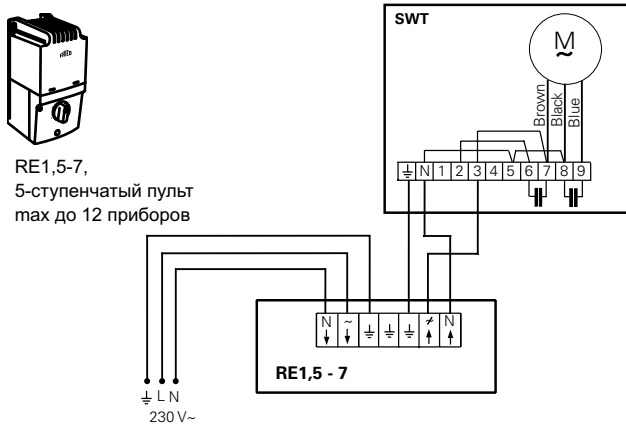 SWT
M
Brown
Black
Blue
N 1 2 3 4 5 6 7 8 9
RE1,5-7,
5-ступенчатый пульт
max до 12 приборов
N ~ N
RE1,5 - 7
L N
230 V~